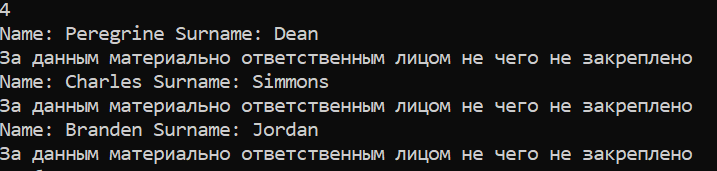 4
Name: Peregrine Surname: Dean
За данным материально ответственным лицом не чего не закреплено
Name: Charles Surname: Simmons
За данным материально ответственным лицом не чего не закреплено
Name: Branden Surname: Jordan
За данным материально ответственным лицом не чего не закреплено